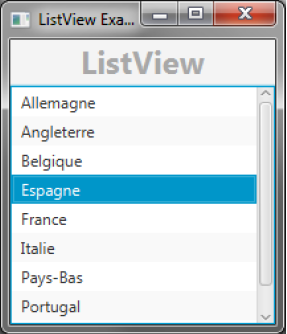 ListView Exa...
ListView
Allemagne
Angleterre
Belgique
Espagne
France
Italie
Pays-Bas
Portugal